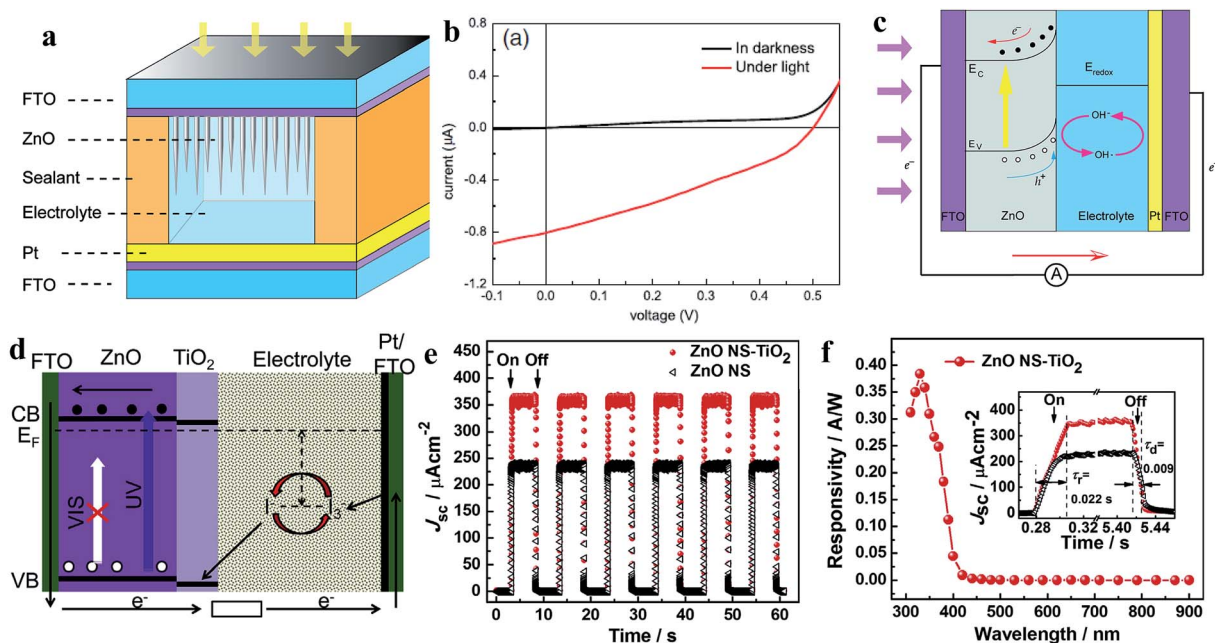 a
FTO
ZnO
Sealant
Electrolyte
Pt
FTO
b
(a)
In darkness
Under light
0.8
0.4
0.0
-0.4
-0.8
-1.2
current (μA)
-0.1 0.0 0.1 0.2 0.3 0.4 0.5
voltage (V)
c
e⁻
E_C
E_redox
OH⁻
OH·
E_V
h⁺
e⁻
e
FTO
ZnO
Electrolyte
Pt
FTO
A
d
FTO ZnO TiO₂ Electrolyte Pt/
FTO
CB
E_F
VIS
UV
3
VB
e⁻ e⁻
e
On Off
ZnO NS-TiO₂
ZnO NS
450
400
350
300
250
200
150
100
50
0
J_sc / μAcm⁻²
0 10 20 30 40 50 60
Time / s
f
ZnO NS-TiO₂
0.40
0.35
0.30
0.25
0.20
0.15
0.10
0.05
0.00
Responsivity / A/W
300 400 500 600 700 800 900
Wavelength / nm
On Off
400
300
200
100
0
J_sc / μAcm⁻²
τ_r=
0.022 s
τ_d=
0.009
0.28 0.32 5.40 5.44
Time / s